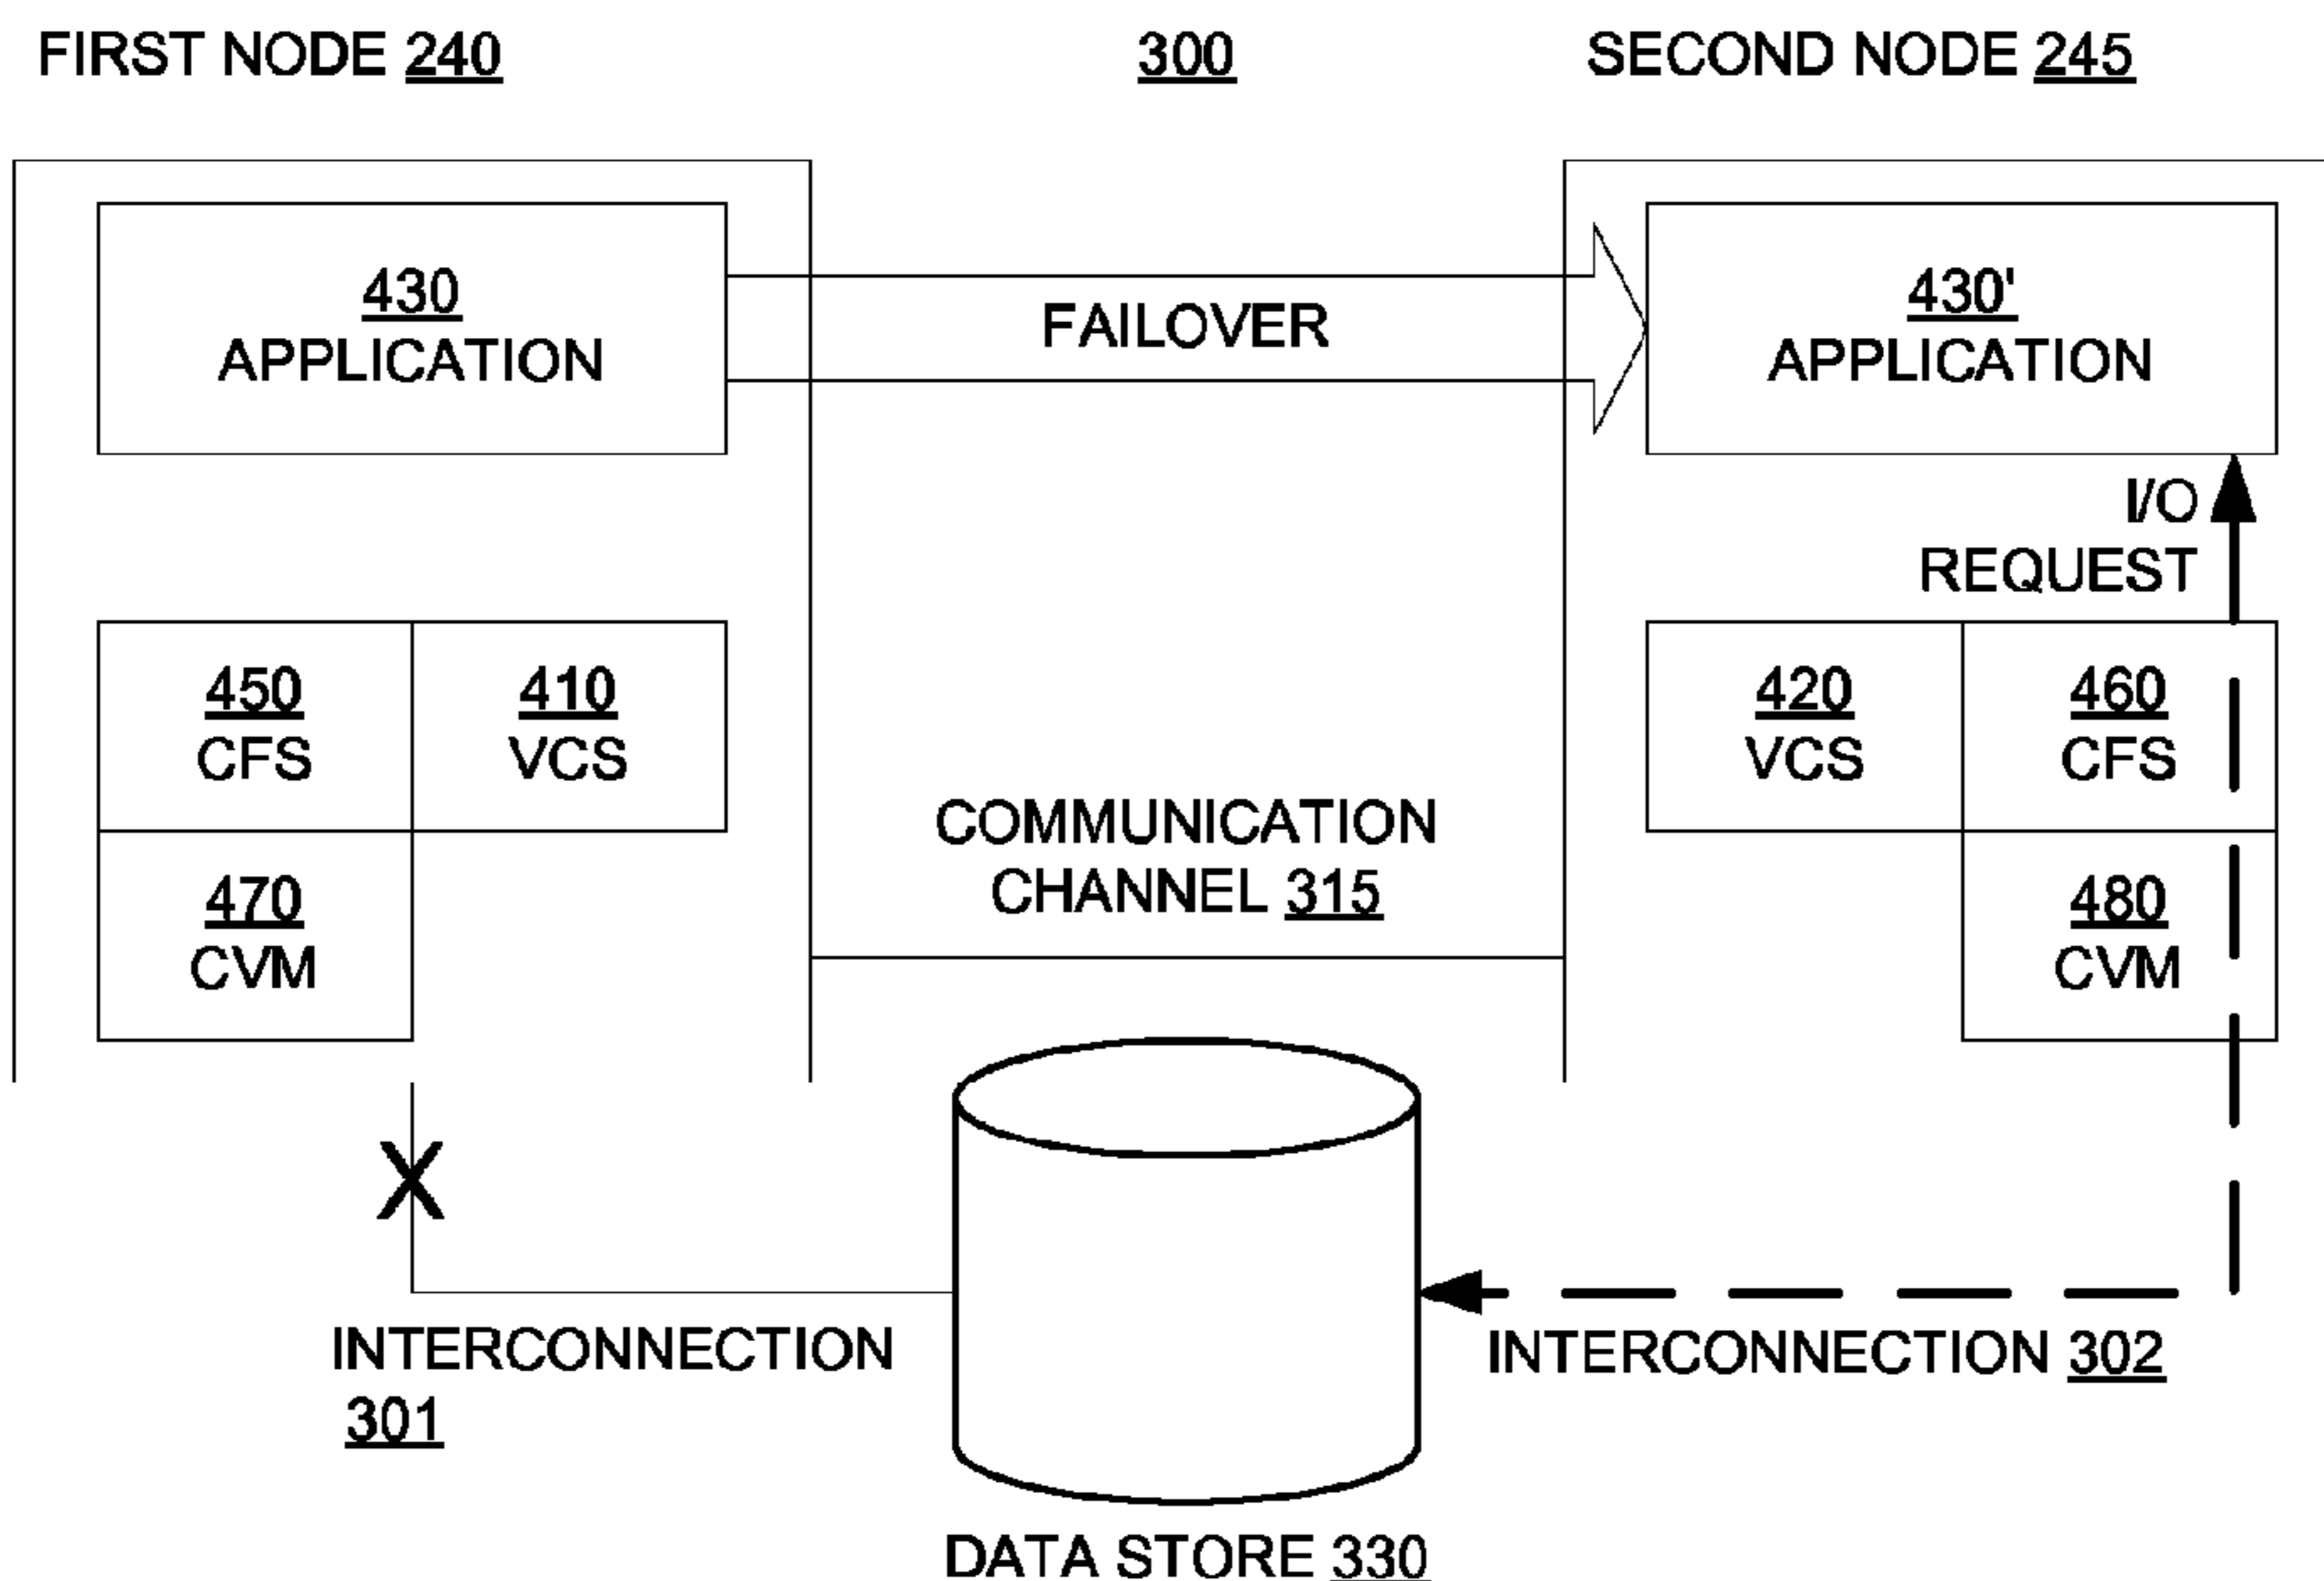 FIRST NODE 240
300
SECOND NODE 245
430
APPLICATION
FAILOVER
430'
APPLICATION
I/O
REQUEST
450
CFS
410
VCS
420
VCS
460
CFS
COMMUNICATION
CHANNEL 315
470
CVM
480
CVM
X
INTERCONNECTION
301
INTERCONNECTION 302
DATA STORE 330